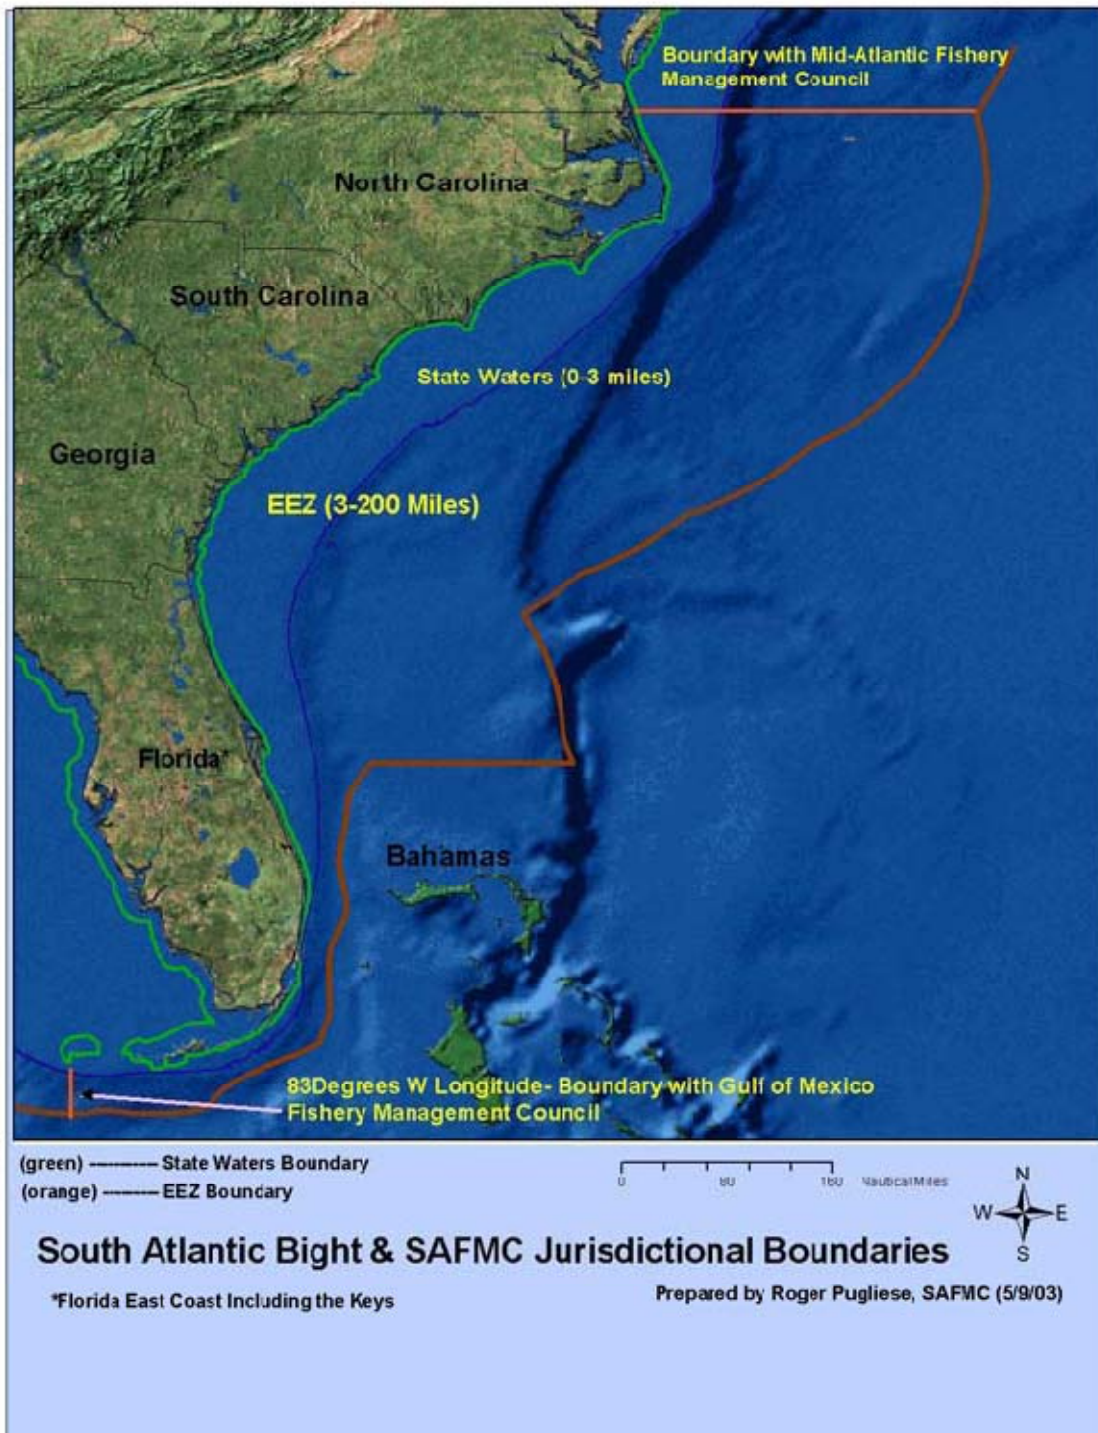 Boundary with Mid-Atlantic Fishery
Management Council
North Carolina
South Carolina
State Waters (0-3 miles)
Georgia
EEZ (3-200 Miles)
Florida*
Bahamas
83Degrees W Longitude- Boundary with Gulf of Mexico
Fishery Management Council
(green) ----------- State Waters Boundary
(orange) --------- EEZ Boundary
0 80 160 Nautical Miles
N
W E
S
South Atlantic Bight & SAFMC Jurisdictional Boundaries
*Florida East Coast Including the Keys
Prepared by Roger Pugliese, SAFMC (5/9/03)